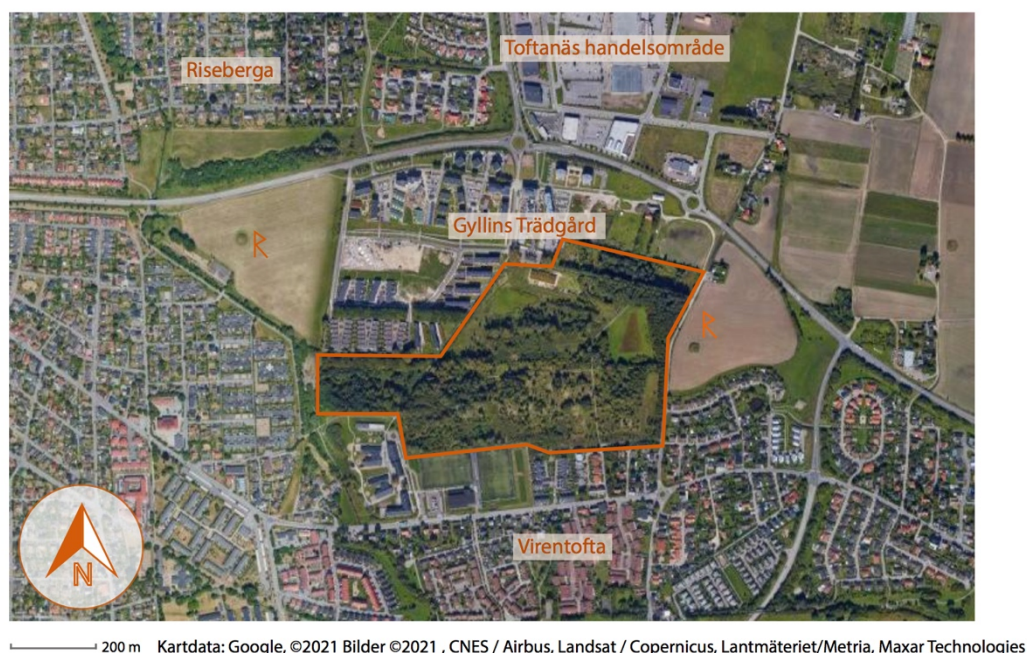 Toftanäs handelsområde
Riseberga
Gyllins Trädgård
R
R
Virentofta
N
200 m Kartdata: Google, ©2021 Bilder ©2021 , CNES / Airbus, Landsat / Copernicus, Lantmäteriet/Metria, Maxar Technologies